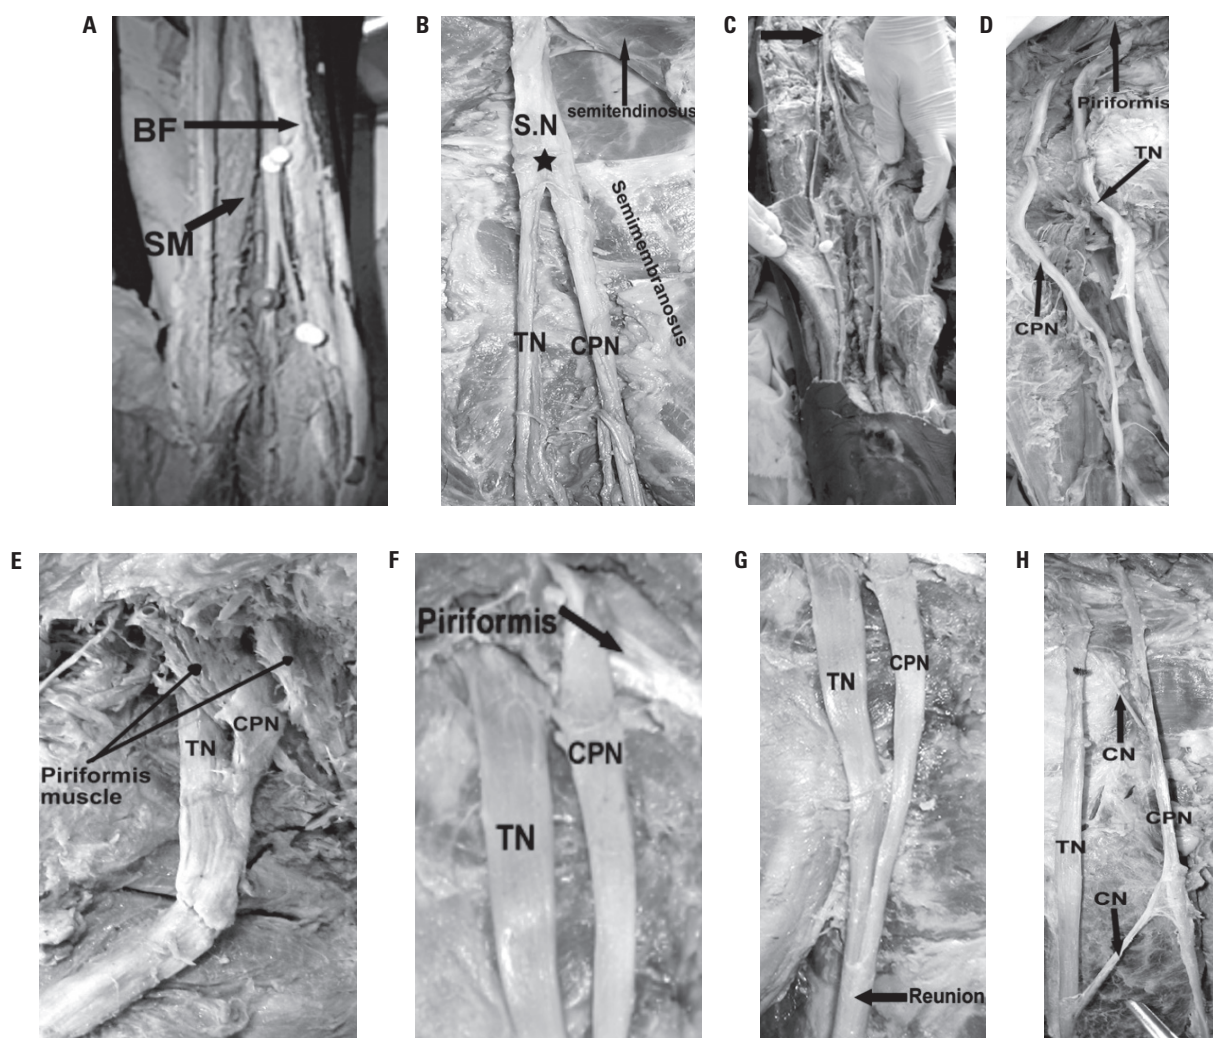 A
B
C
D
BF
SM
S.N
semitendinosus
Semimembranosus
TN
CPN
Piriformis
TN
CPN
E
F
G
H
TN
CPN
Piriformis
muscle
Piriformis
CPN
TN
CPN
TN
Reunion
CN
CPN
TN
CN